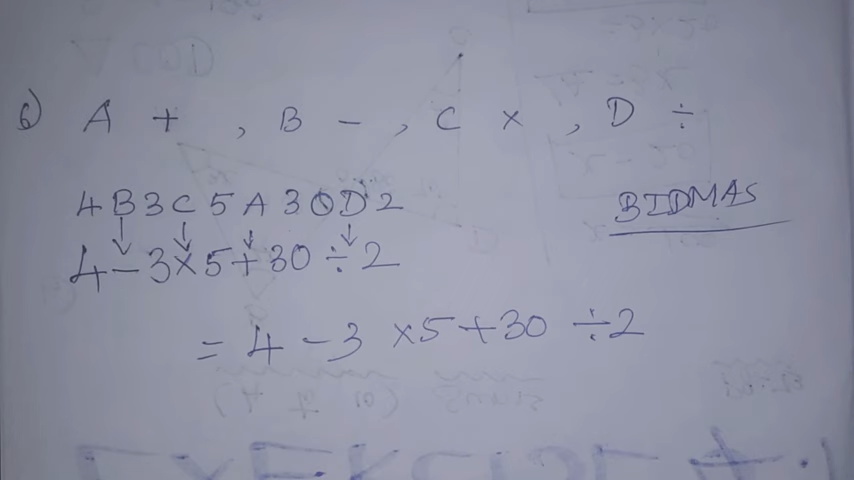 6) A + , B - , C × , D ÷
4B3C5A30D2
BIDMAS
↓ ↓ ↓ ↓
4-3×5+30÷2
= 4 - 3 ×5+30 ÷2